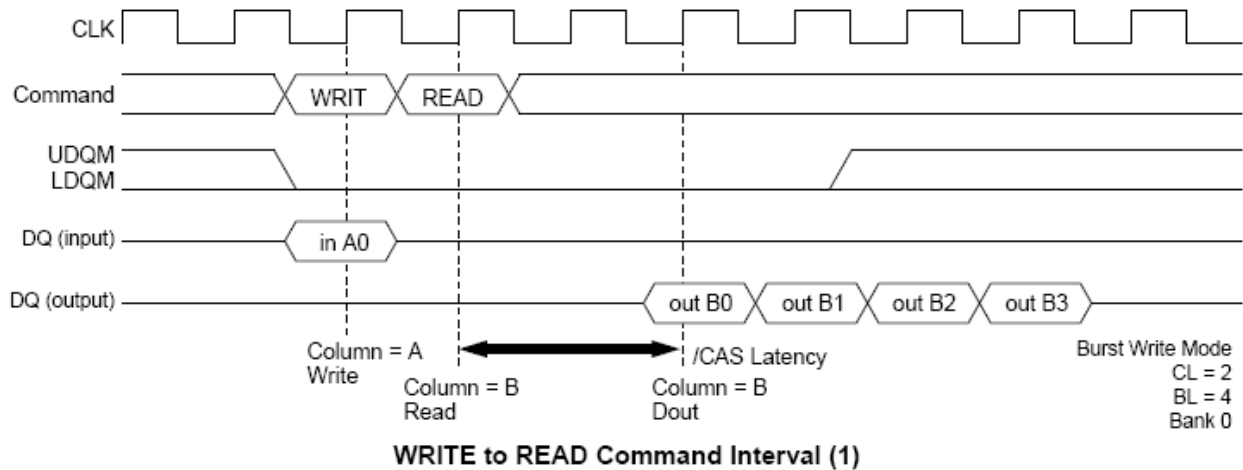 CLK
Command WRIT READ
UDQM
LDQM
DQ (input) in A0
DQ (output) out B0 out B1 out B2 out B3
Column = A
Write
Column = B
Read
/CAS Latency
Column = B
Dout
Burst Write Mode
CL = 2
BL = 4
Bank 0
WRITE to READ Command Interval (1)